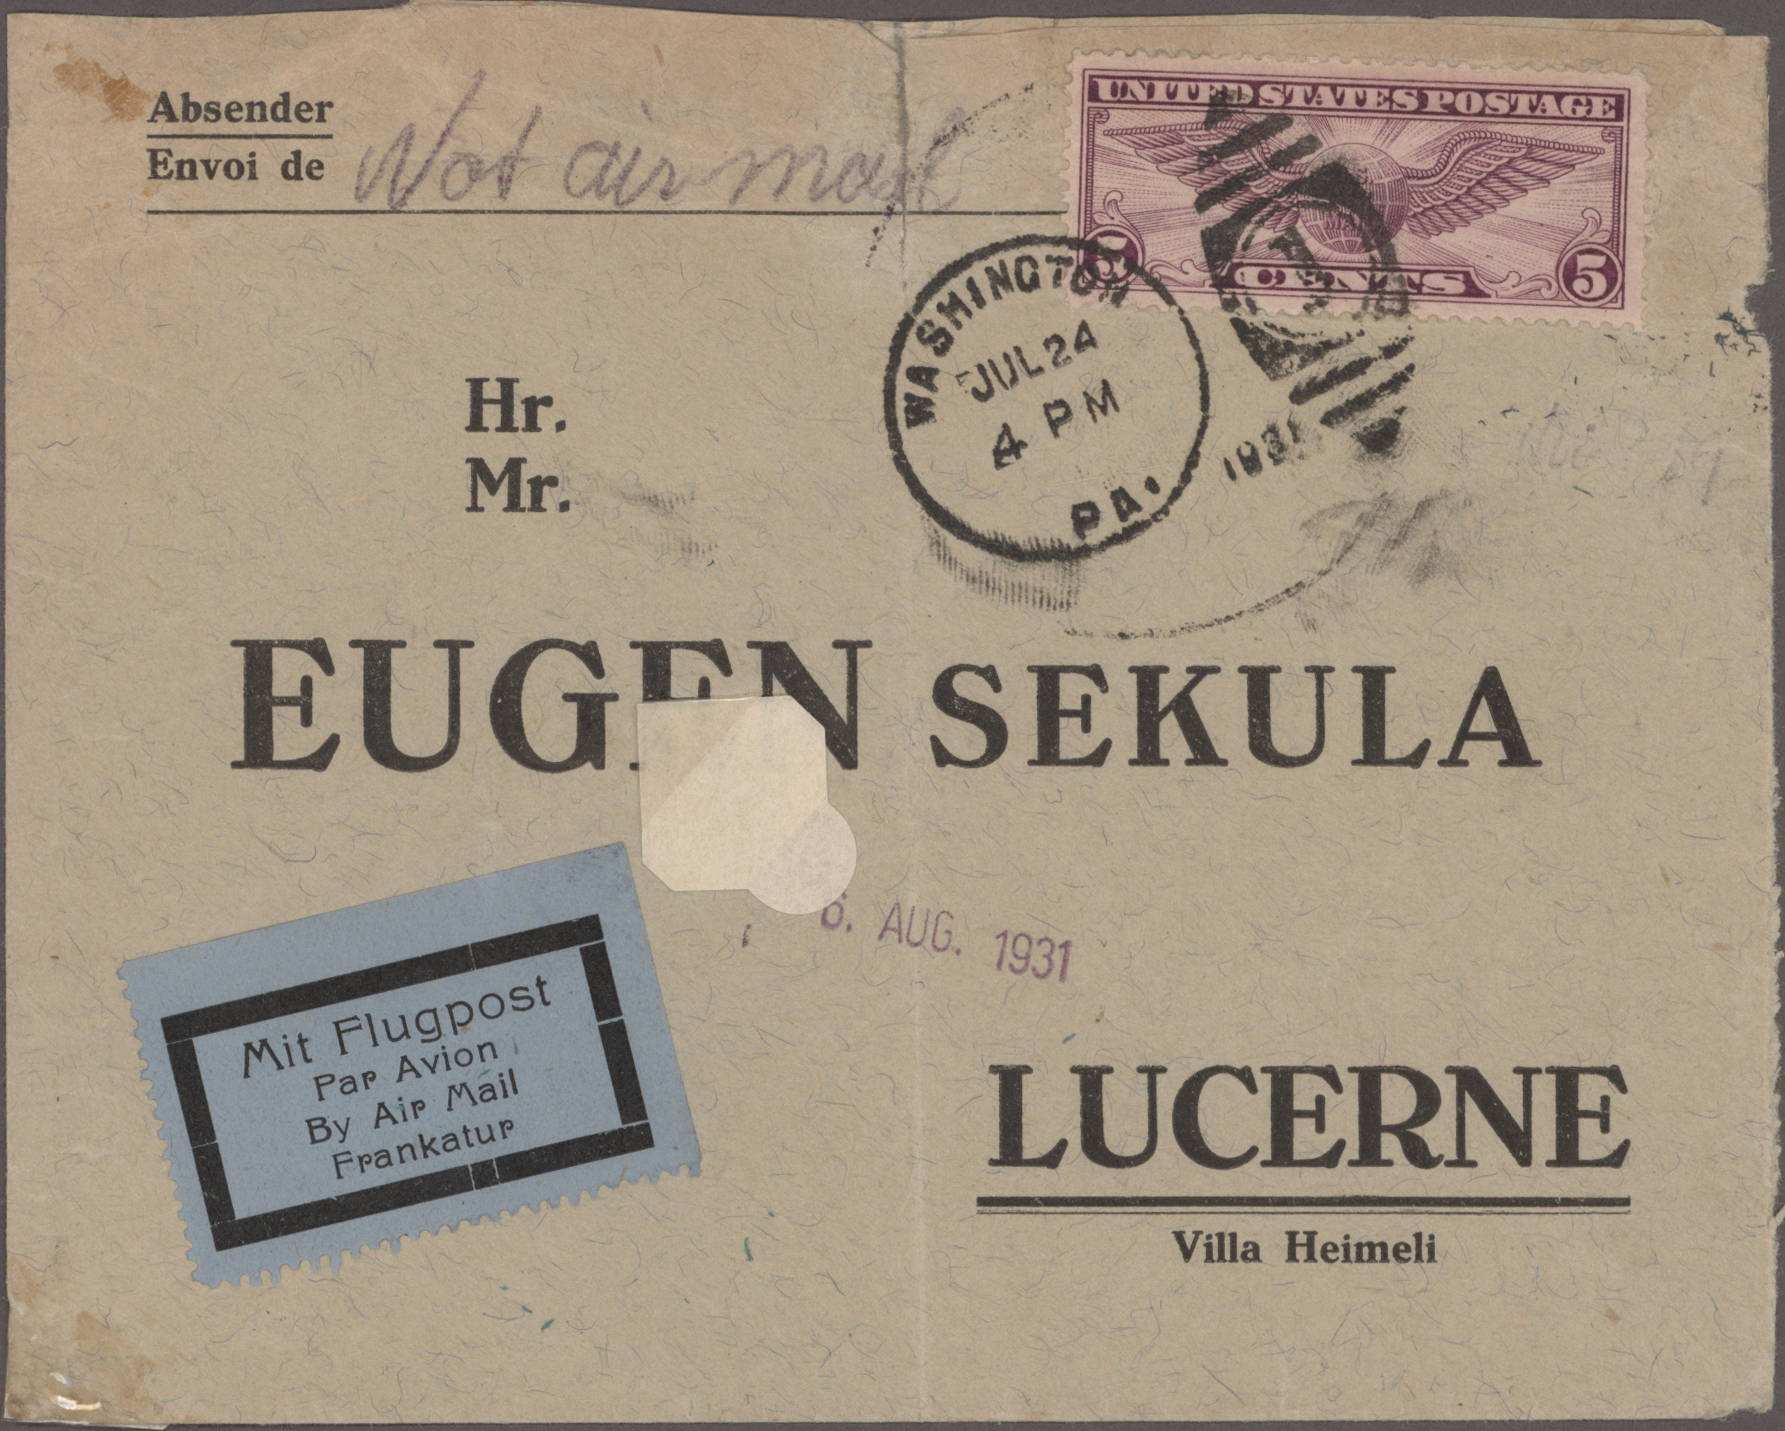 Absender
Envoi de
Not air mail
UNITED STATES POSTAGE
5 CENTS 5
WASHINGTON
JUL 24
4 PM
PA.
Hr.
Mr.
EUGEN SEKULA
6. AUG. 1931
Mit Flugpost
Par Avion
By Air Mail
Frankatur
LUCERNE
Villa Heimeli